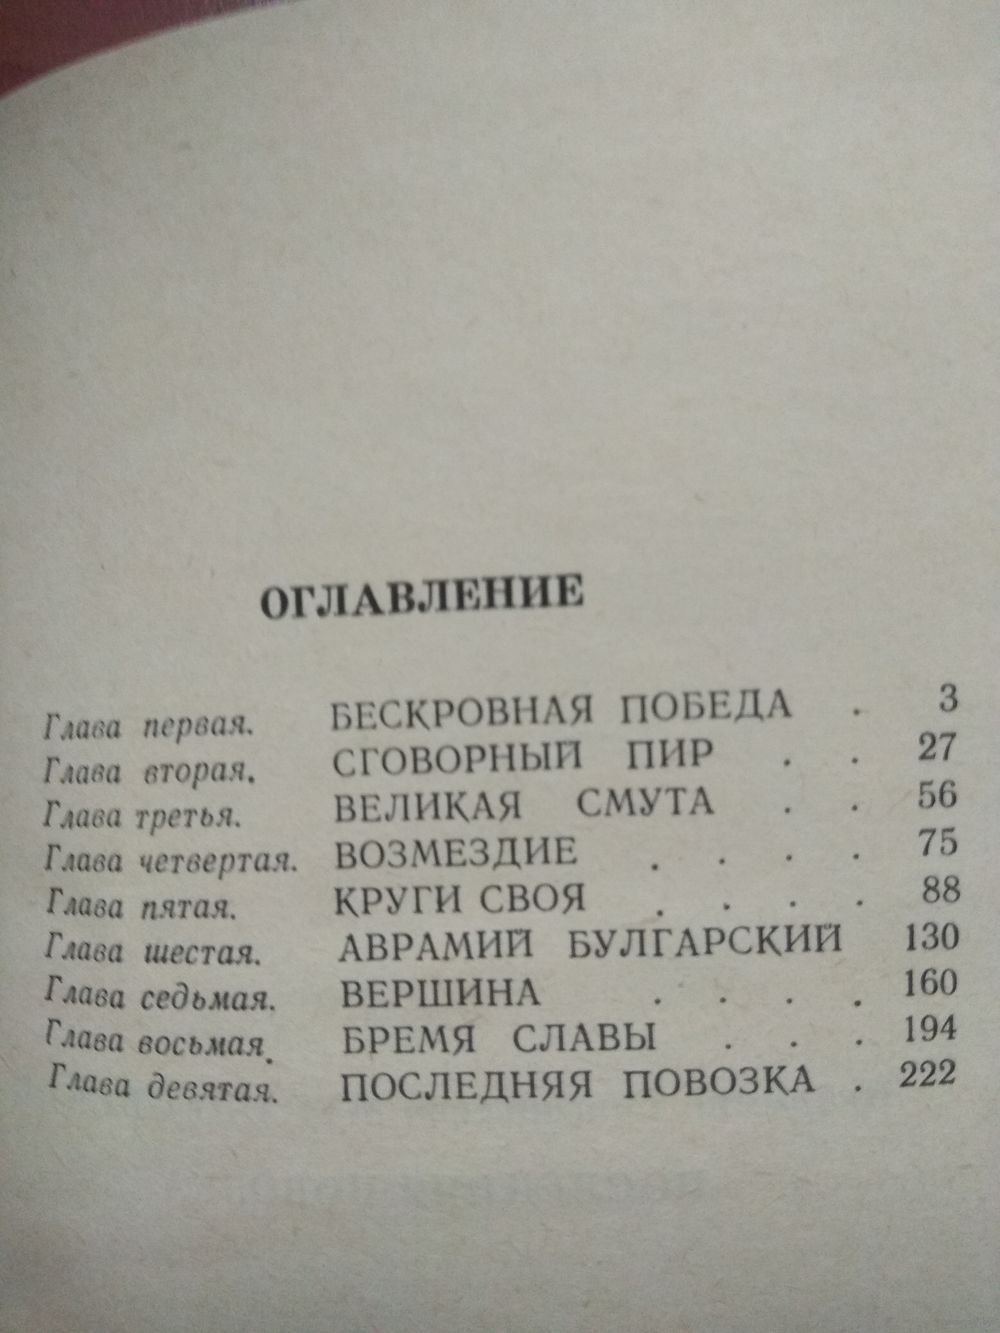 ОГЛАВЛЕНИЕ
Глава первая. БЕСКРОВНАЯ ПОБЕДА . 3
Глава вторая. СГОВОРНЫЙ ПИР . . 27
Глава третья. ВЕЛИКАЯ СМУТА . . 56
Глава четвертая. ВОЗМЕЗДИЕ . . . . 75
Глава пятая. КРУГИ СВОЯ . . . . 88
Глава шестая. АВРАМИЙ БУЛГАРСКИЙ 130
Глава седьмая. ВЕРШИНА . . . . 160
Глава восьмая. БРЕМЯ СЛАВЫ . . . 194
Глава девятая. ПОСЛЕДНЯЯ ПОВОЗКА . 222